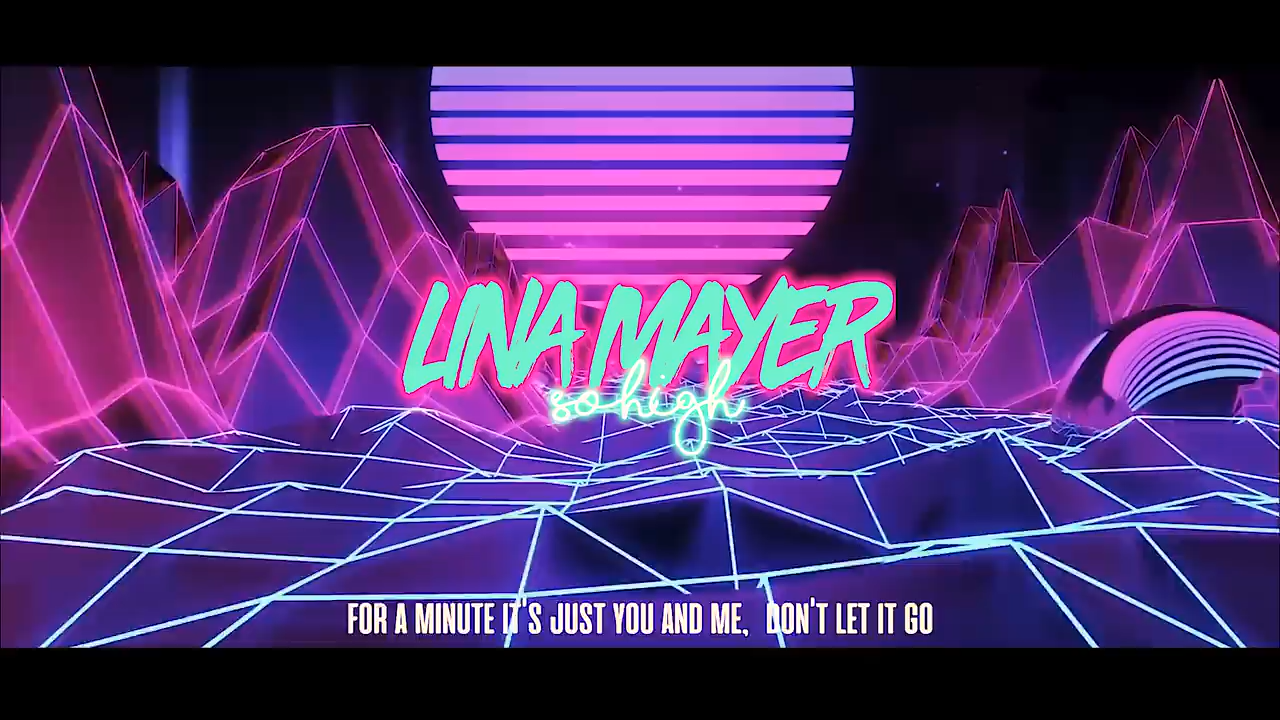 LINA MAYER
so high
FOR A MINUTE IT'S JUST YOU AND ME, DON'T LET IT GO